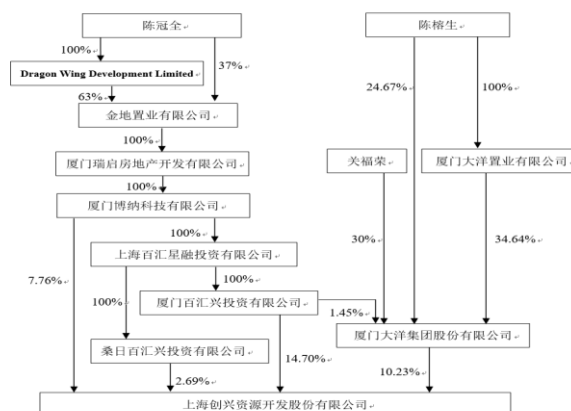 陈冠全
陈榕生
100%
37%
Dragon Wing Development Limited
24.67%
100%
63%
金地置业有限公司
100%
厦门瑞启房地产开发有限公司
关福荣
厦门大洋置业有限公司
100%
厦门博纳科技有限公司
100%
30%
34.64%
上海百汇星融投资有限公司
7.76%
100%
100%
厦门百汇兴投资有限公司
1.45%
厦门大洋集团股份有限公司
桑日百汇兴投资有限公司
14.70%
10.23%
2.69%
上海创兴资源开发股份有限公司